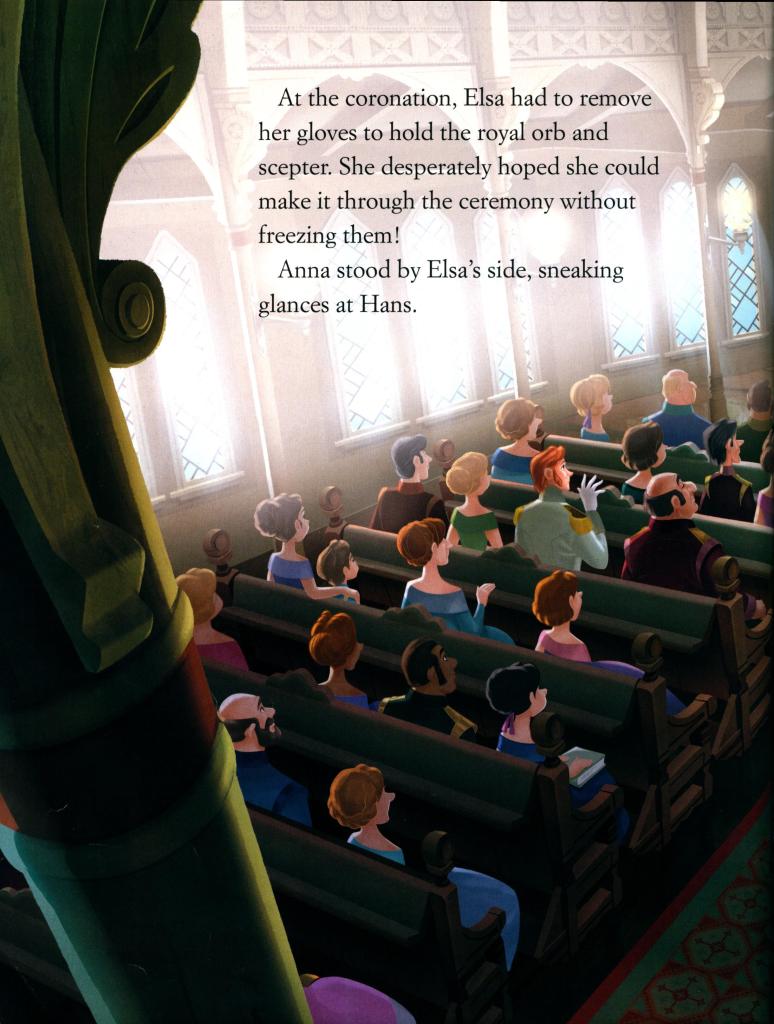 At the coronation, Elsa had to remove
her gloves to hold the royal orb and
scepter. She desperately hoped she could
make it through the ceremony without
freezing them!
Anna stood by Elsa's side, sneaking
glances at Hans.